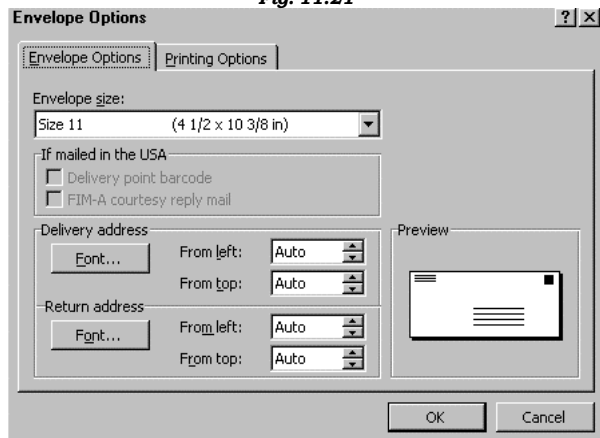 Fig. 11.21
Envelope Options
Envelope Options
Printing Options
Envelope size:
Size 11 (4 1/2 x 10 3/8 in)
If mailed in the USA
Delivery point barcode
FIM-A courtesy reply mail
Delivery address
Font...
From left: Auto
From top: Auto
Return address
Font...
From left: Auto
From top: Auto
Preview
OK
Cancel